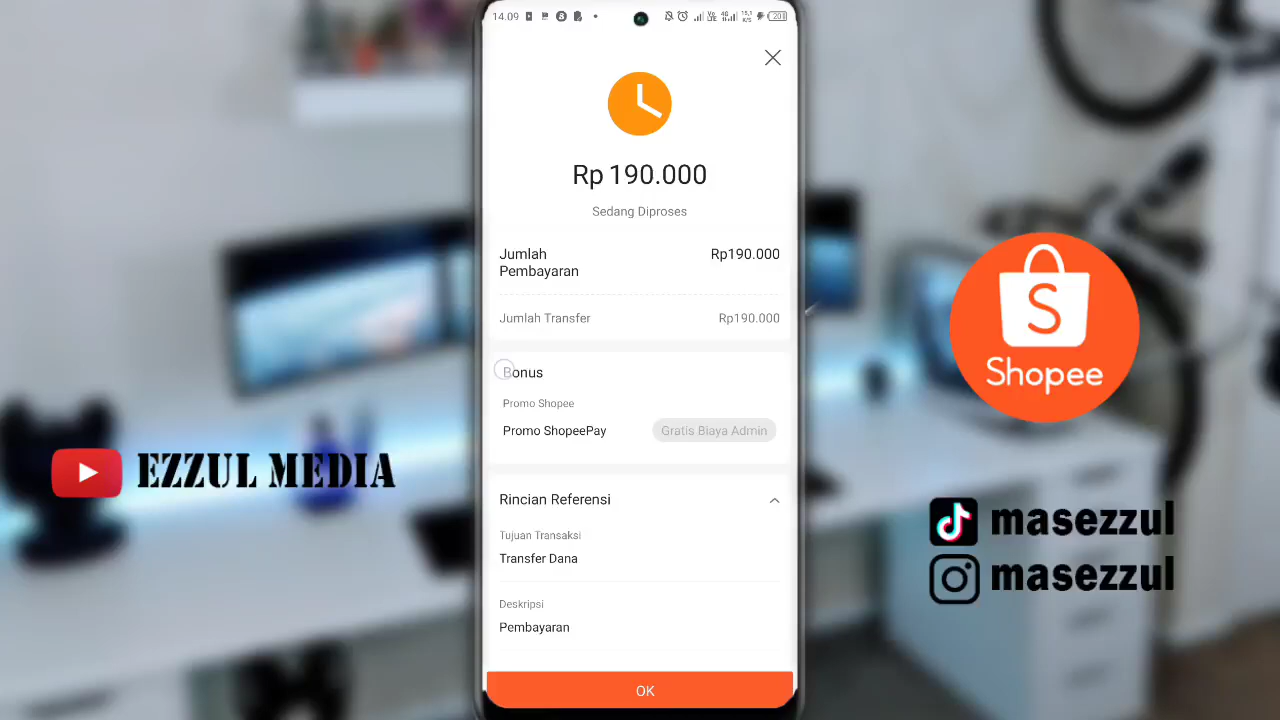 14.09
20
Rp 190.000
Sedang Diproses
Jumlah Pembayaran
Rp190.000
Jumlah Transfer
Rp190.000
Bonus
Promo Shopee
Promo ShopeePay
Gratis Biaya Admin
Rincian Referensi
Tujuan Transaksi
Transfer Dana
Deskripsi
Pembayaran
OK
EZZUL MEDIA
S
Shopee
masezzul
masezzul